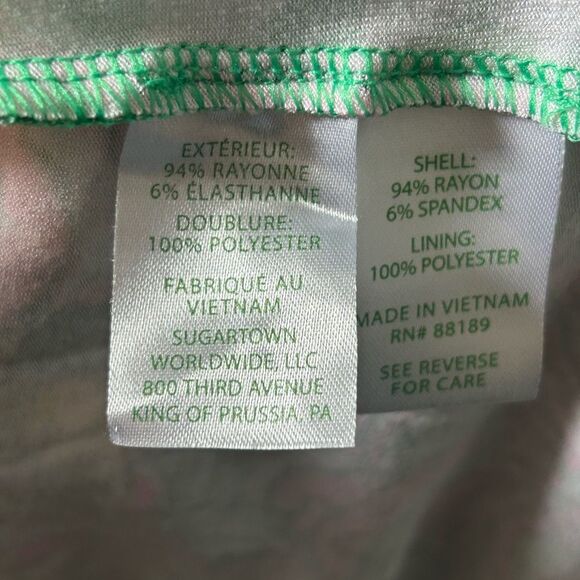 EXTÉRIEUR:
94% RAYONNE
6% ÉLASTHANNE
DOUBLURE:
100% POLYESTER
FABRIQUÉ AU
VIETNAM
SUGARTOWN
WORLDWIDE, LLC
800 THIRD AVENUE
KING OF PRUSSIA, PA
SHELL:
94% RAYON
6% SPANDEX
LINING:
100% POLYESTER
MADE IN VIETNAM
RN# 88189
SEE REVERSE
FOR CARE